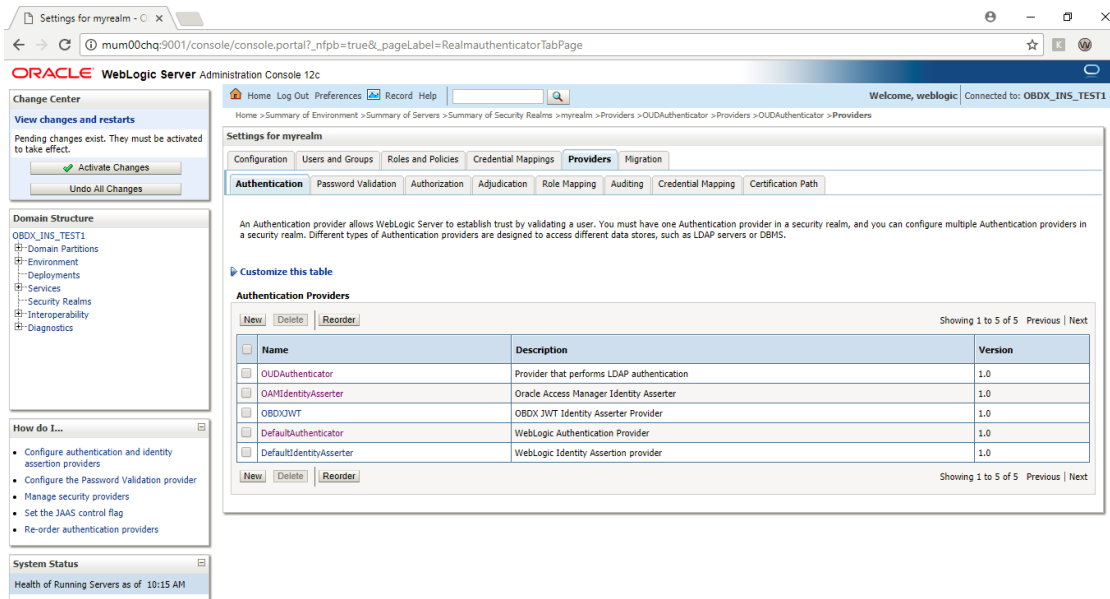 Settings for myrealm - O
mum00chq:9001/console/console.portal?_nfpb=true&_pageLabel=RealmauthenticatorTabPage
K
W
ORACLE WebLogic Server Administration Console 12c
Change Center
View changes and restarts
Pending changes exist. They must be activated
to take effect.
Activate Changes
Undo All Changes
Domain Structure
OBDX_INS_TEST1
Domain Partitions
Environment
Deployments
Services
Security Realms
Interoperability
Diagnostics
How do I...
Configure authentication and identity
assertion providers
Configure the Password Validation provider
Manage security providers
Set the JAAS control flag
Re-order authentication providers
System Status
Health of Running Servers as of 10:15 AM
Home Log Out Preferences Record Help
Welcome, weblogic Connected to: OBDX_INS_TEST1
Home >Summary of Environment >Summary of Servers >Summary of Security Realms >myrealm >Providers >OUDAuthenticator >Providers >OUDAuthenticator >Providers
Settings for myrealm
Configuration Users and Groups Roles and Policies Credential Mappings Providers Migration
Authentication Password Validation Authorization Adjudication Role Mapping Auditing Credential Mapping Certification Path
An Authentication provider allows WebLogic Server to establish trust by validating a user. You must have one Authentication provider in a security realm, and you can configure multiple Authentication providers in
a security realm. Different types of Authentication providers are designed to access different data stores, such as LDAP servers or DBMS.
Customize this table
Authentication Providers
New Delete Reorder Showing 1 to 5 of 5 Previous | Next
Name Description Version
OUDAuthenticator Provider that performs LDAP authentication 1.0
OAMIdentityAsserter Oracle Access Manager Identity Asserter 1.0
OBDXJWT OBDX JWT Identity Asserter Provider 1.0
DefaultAuthenticator WebLogic Authentication Provider 1.0
DefaultIdentityAsserter WebLogic Identity Assertion provider 1.0
New Delete Reorder Showing 1 to 5 of 5 Previous | Next